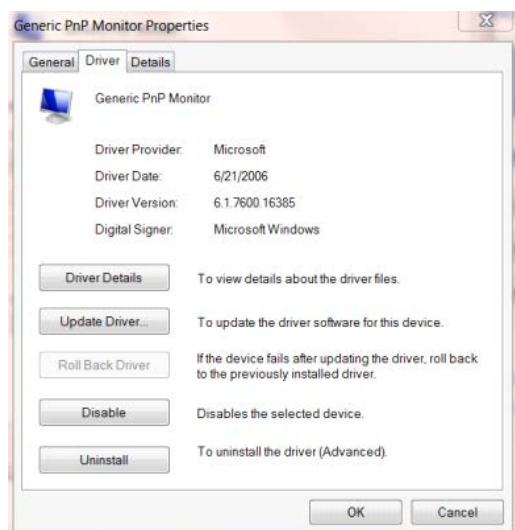 Generic PnP Monitor Properties
General Driver Details
Generic PnP Monitor
Driver Provider: Microsoft
Driver Date: 6/21/2006
Driver Version: 6.1.7600.16385
Digital Signer: Microsoft Windows
Driver Details To view details about the driver files.
Update Driver... To update the driver software for this device.
Roll Back Driver If the device fails after updating the driver, roll back
to the previously installed driver.
Disable Disables the selected device.
Uninstall To uninstall the driver (Advanced).
OK Cancel